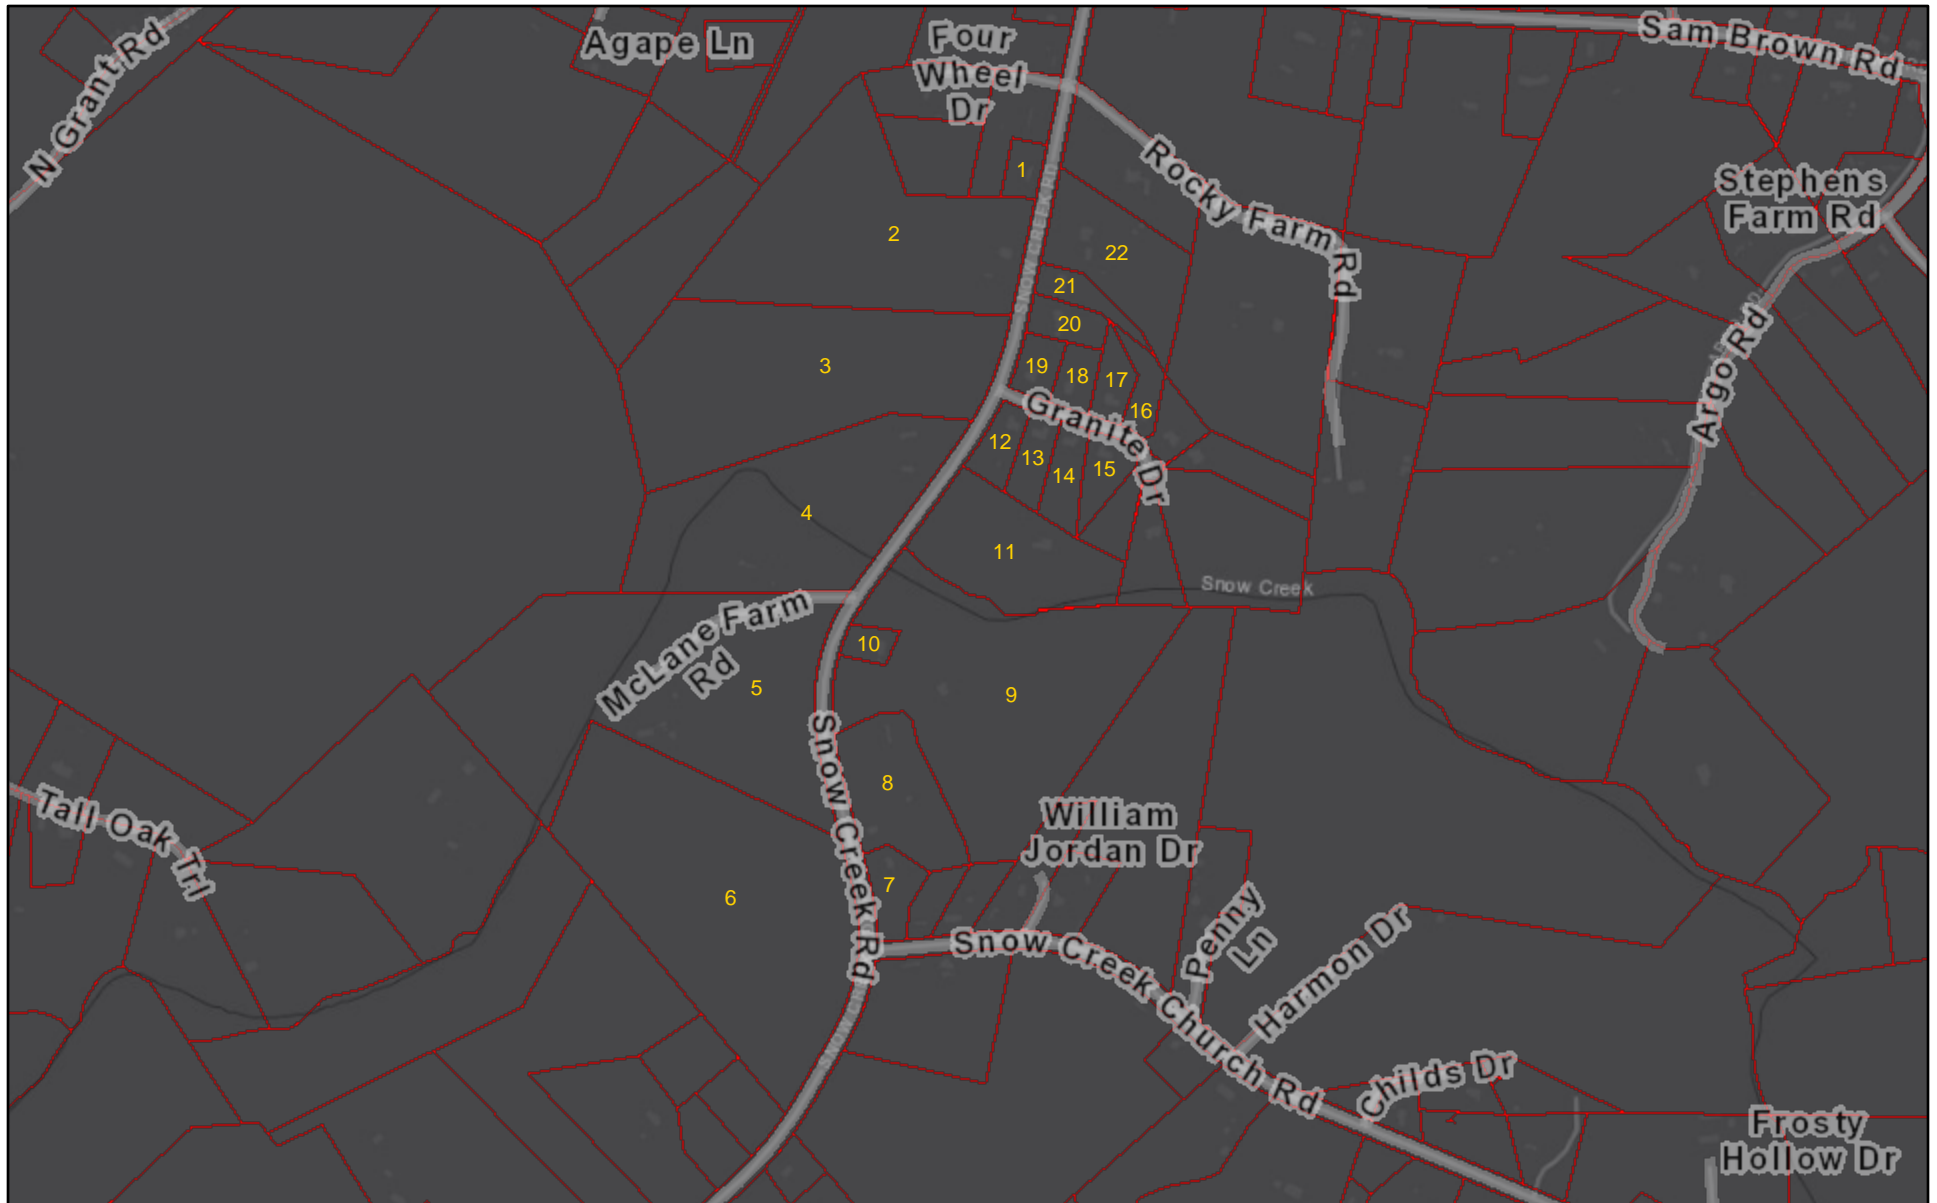 Agape Ln
Four
Wheel
Dr
Sam Brown Rd
N Grant Rd
1
Rocky Farm Rd
Stephens
Farm Rd
SNOW CREEK RD
2
22
21
20
3
19
18
17
16
Granite Dr
Argo Rd
12
13
14
15
4
11
Snow Creek
McLane Farm
Rd
10
5
9
Snow Creek Rd
8
William
Jordan Dr
Tall Oak Trl
7
6
Penny
Ln
Snow Creek Church Rd
Harmon Dr
Childs Dr
Frosty
Hollow Dr